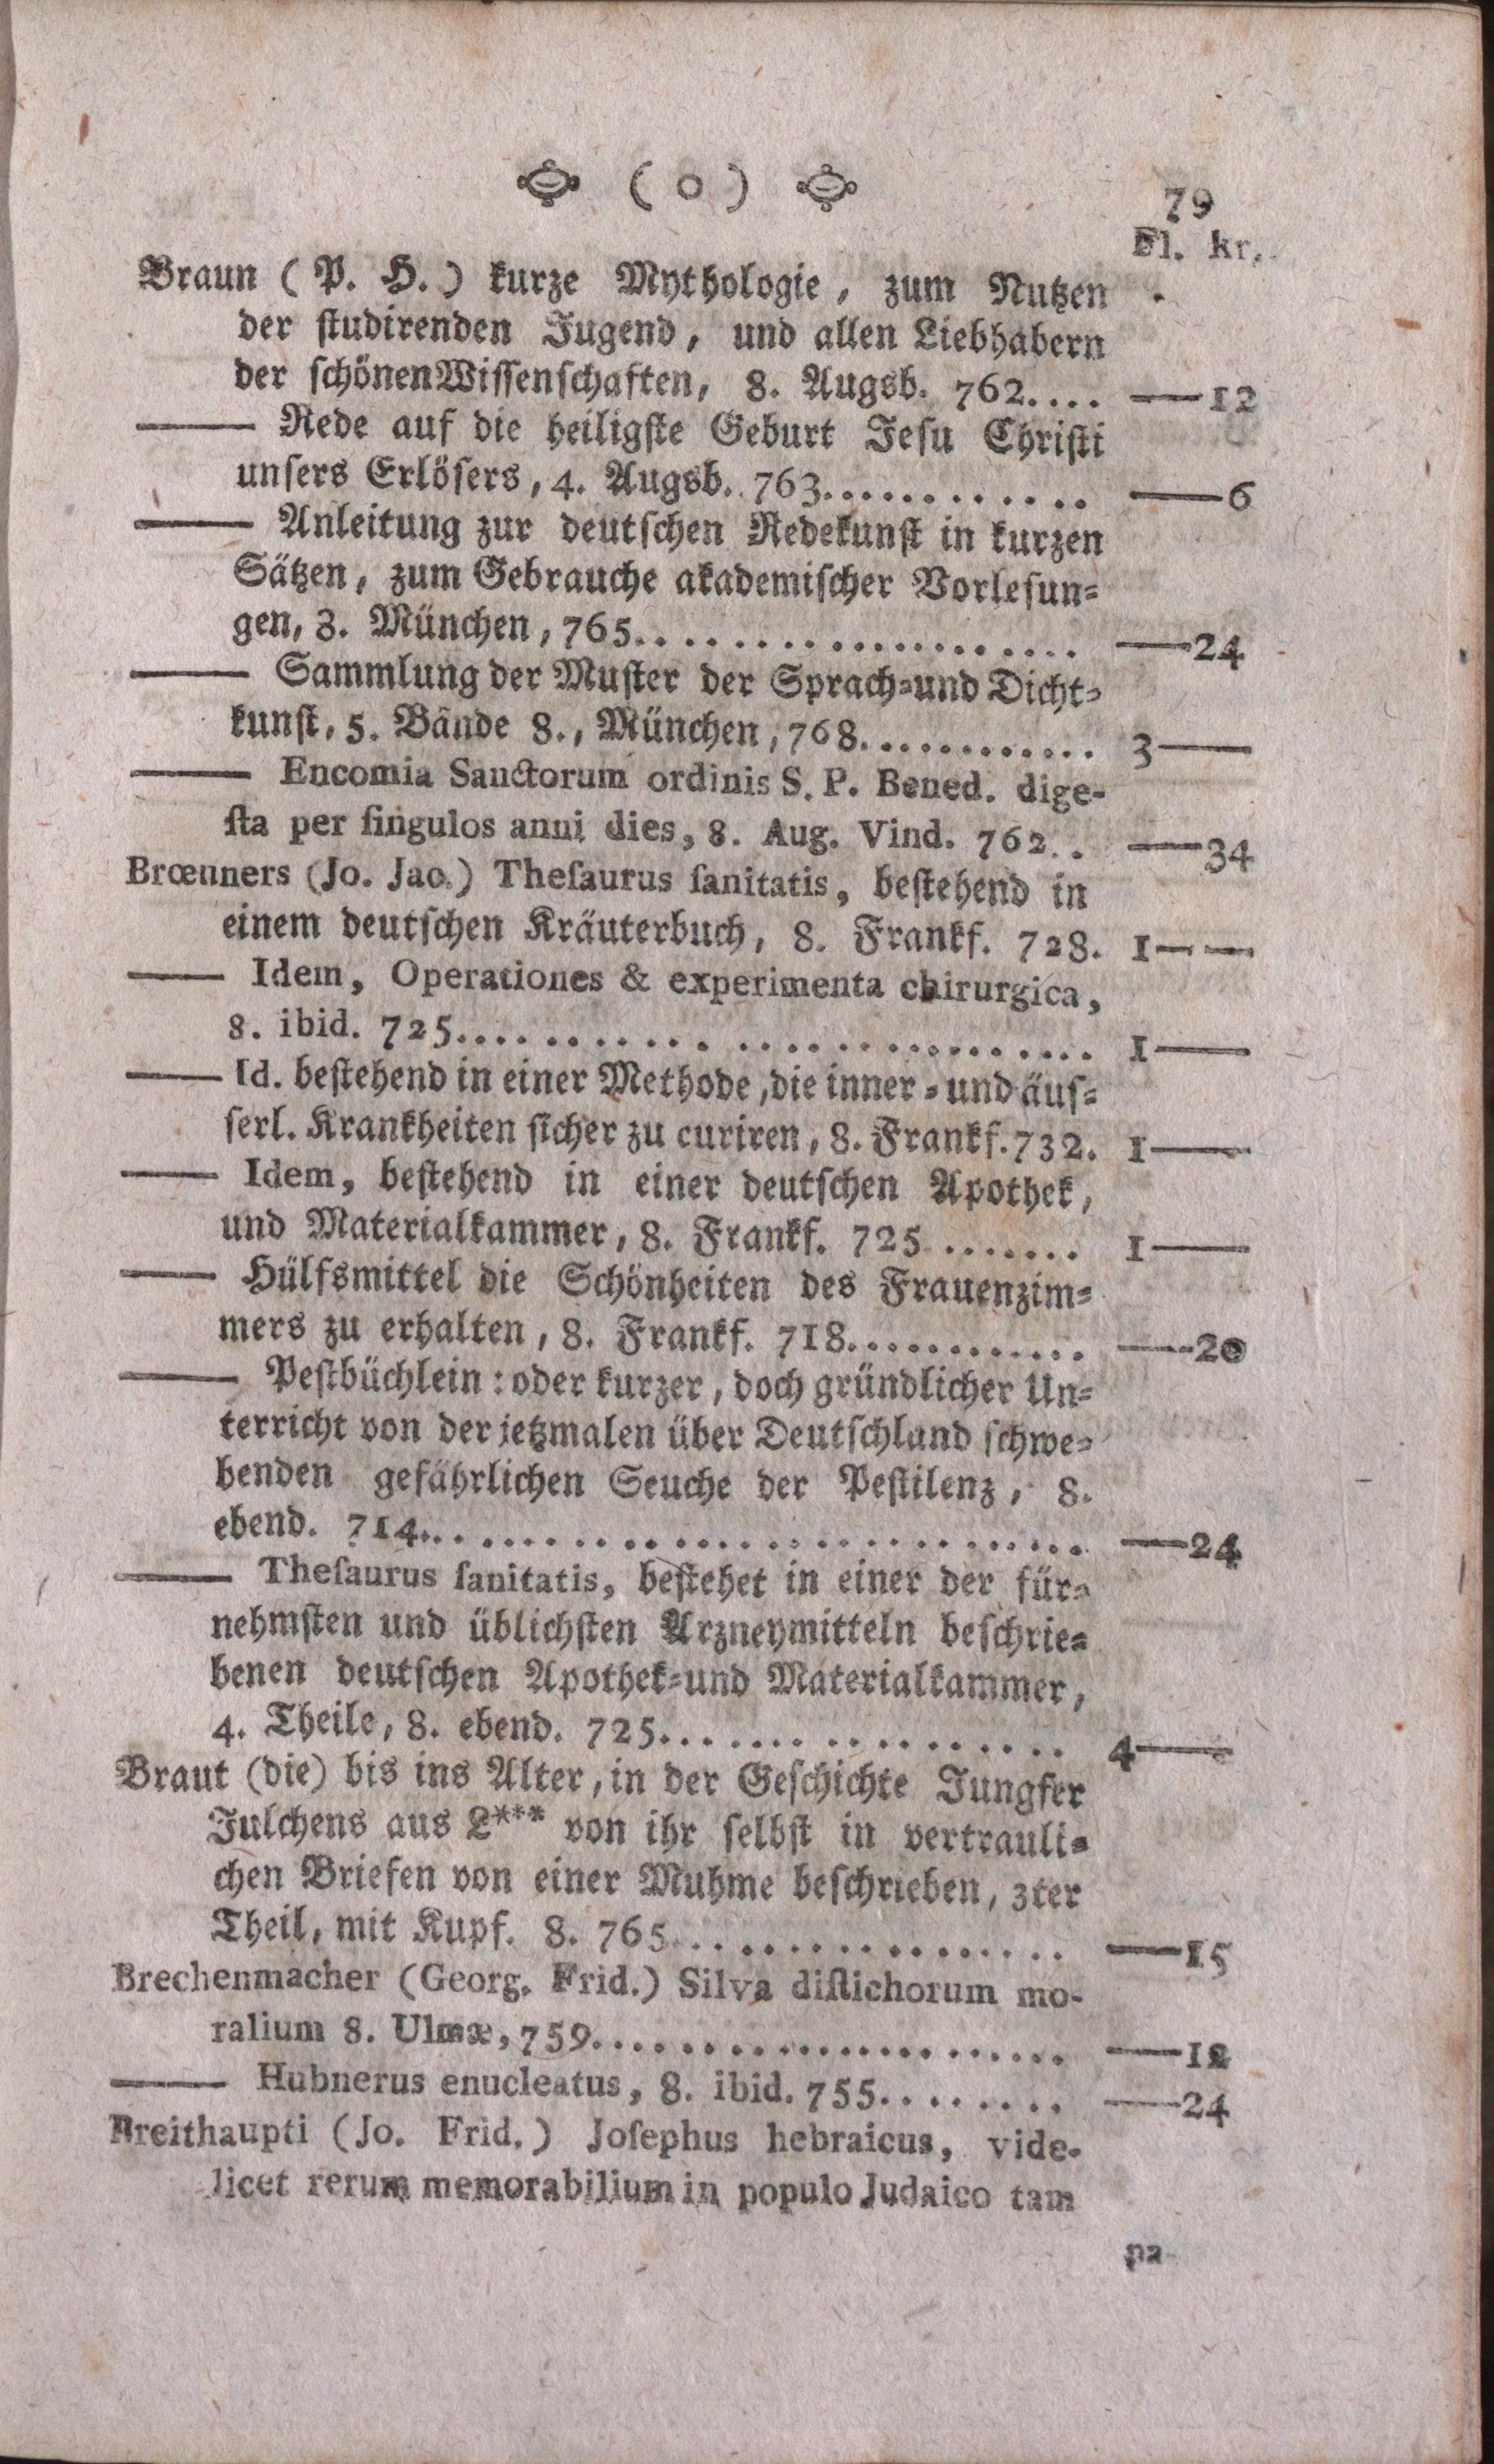 ( o )
79
Fl. kr.
Braun ( P. H. ) kurze Mythologie, zum Nutzen
der studirenden Jugend, und allen Liebhabern
der schönen Wissenschaften, 8. Augsb. 762.... —12
—— Rede auf die heiligste Geburt Jesu Christi
unsers Erlösers, 4. Augsb. 763............ —6
—— Anleitung zur deutschen Redekunst in kurzen
Sätzen, zum Gebrauche akademischer Vorlesun=
gen, 8. München, 765.................... —24
—— Sammlung der Muster der Sprach=und Dicht=
kunst, 5. Bände 8., München, 768............ 3——
—— Encomia Sanctorum ordinis S. P. Bened. dige-
ſta per ſingulos anni dies, 8. Aug. Vind. 762.. —34
Brœnners (Jo. Jac.) Theſaurus ſanitatis, bestehend in
einem deutschen Kräuterbuch, 8. Frankf. 728. 1— —
—— Idem, Operationes & experimenta chirurgica,
8. ibid. 725............................ 1——
—— Id. bestehend in einer Methode, die inner = und äus=
serl. Krankheiten sicher zu curiren, 8. Frankf. 732. 1——
—— Idem, bestehend in einer deutschen Apothek,
und Materialkammer, 8. Frankf. 725 ....... 1——
—— Hülfsmittel die Schönheiten des Frauenzim=
mers zu erhalten, 8. Frankf. 718............ —20
—— Pestbüchlein: oder kurzer, doch gründlicher Un=
terricht von der jetzmalen über Deutschland schwe=
benden gefährlichen Seuche der Pestilenz, 8.
ebend. 714.............................. —24
—— Theſaurus ſanitatis, bestehet in einer der für=
nehmsten und üblichsten Arzneymitteln beschrie=
benen deutschen Apothek=und Materialkammer,
4. Theile, 8. ebend. 725.................. 4——
Braut (die) bis ins Alter, in der Geschichte Jungfer
Julchens aus L*** von ihr selbst in vertrauli=
chen Briefen von einer Muhme beschrieben, 3ter
Theil, mit Kupf. 8. 765.................. —15
Brechenmacher (Georg. Frid.) Silva diſtichorum mo-
ralium 8. Ulmæ, 759...................... —12
—— Hubnerus enucleatus, 8. ibid. 755........ —24
Breithaupti (Jo. Frid.) Joſephus hebraicus, vide-
licet rerum memorabilium in populo Judaico tam
pa-